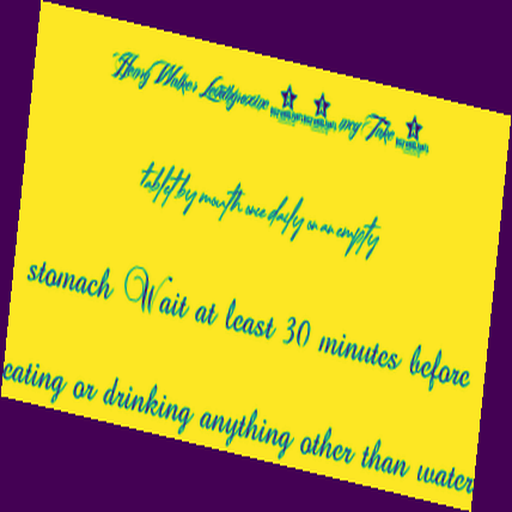 Henry Walker Levothyroxine mcg Take
tablet by mouth once daily on an empty
stomach Wait at least 30 minutes before
eating or drinking anything other than water